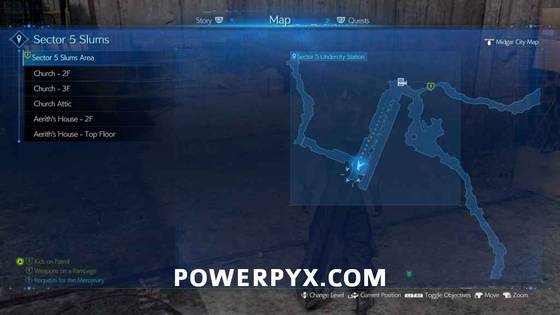 Story Map Quests
Sector 5 Slums
Midgar City Map
Sector 5 Slums Area
Sector 5 Undercity Station
Church - 2F
Church - 3F
Church Attic
Aerith's House - 2F
Aerith's House - Top Floor
Kids on Patrol
Weapons on a Rampage
Requests for the Mercenary
POWERPYX.COM
Change Level Current Position Toggle Objectives Move Zoom